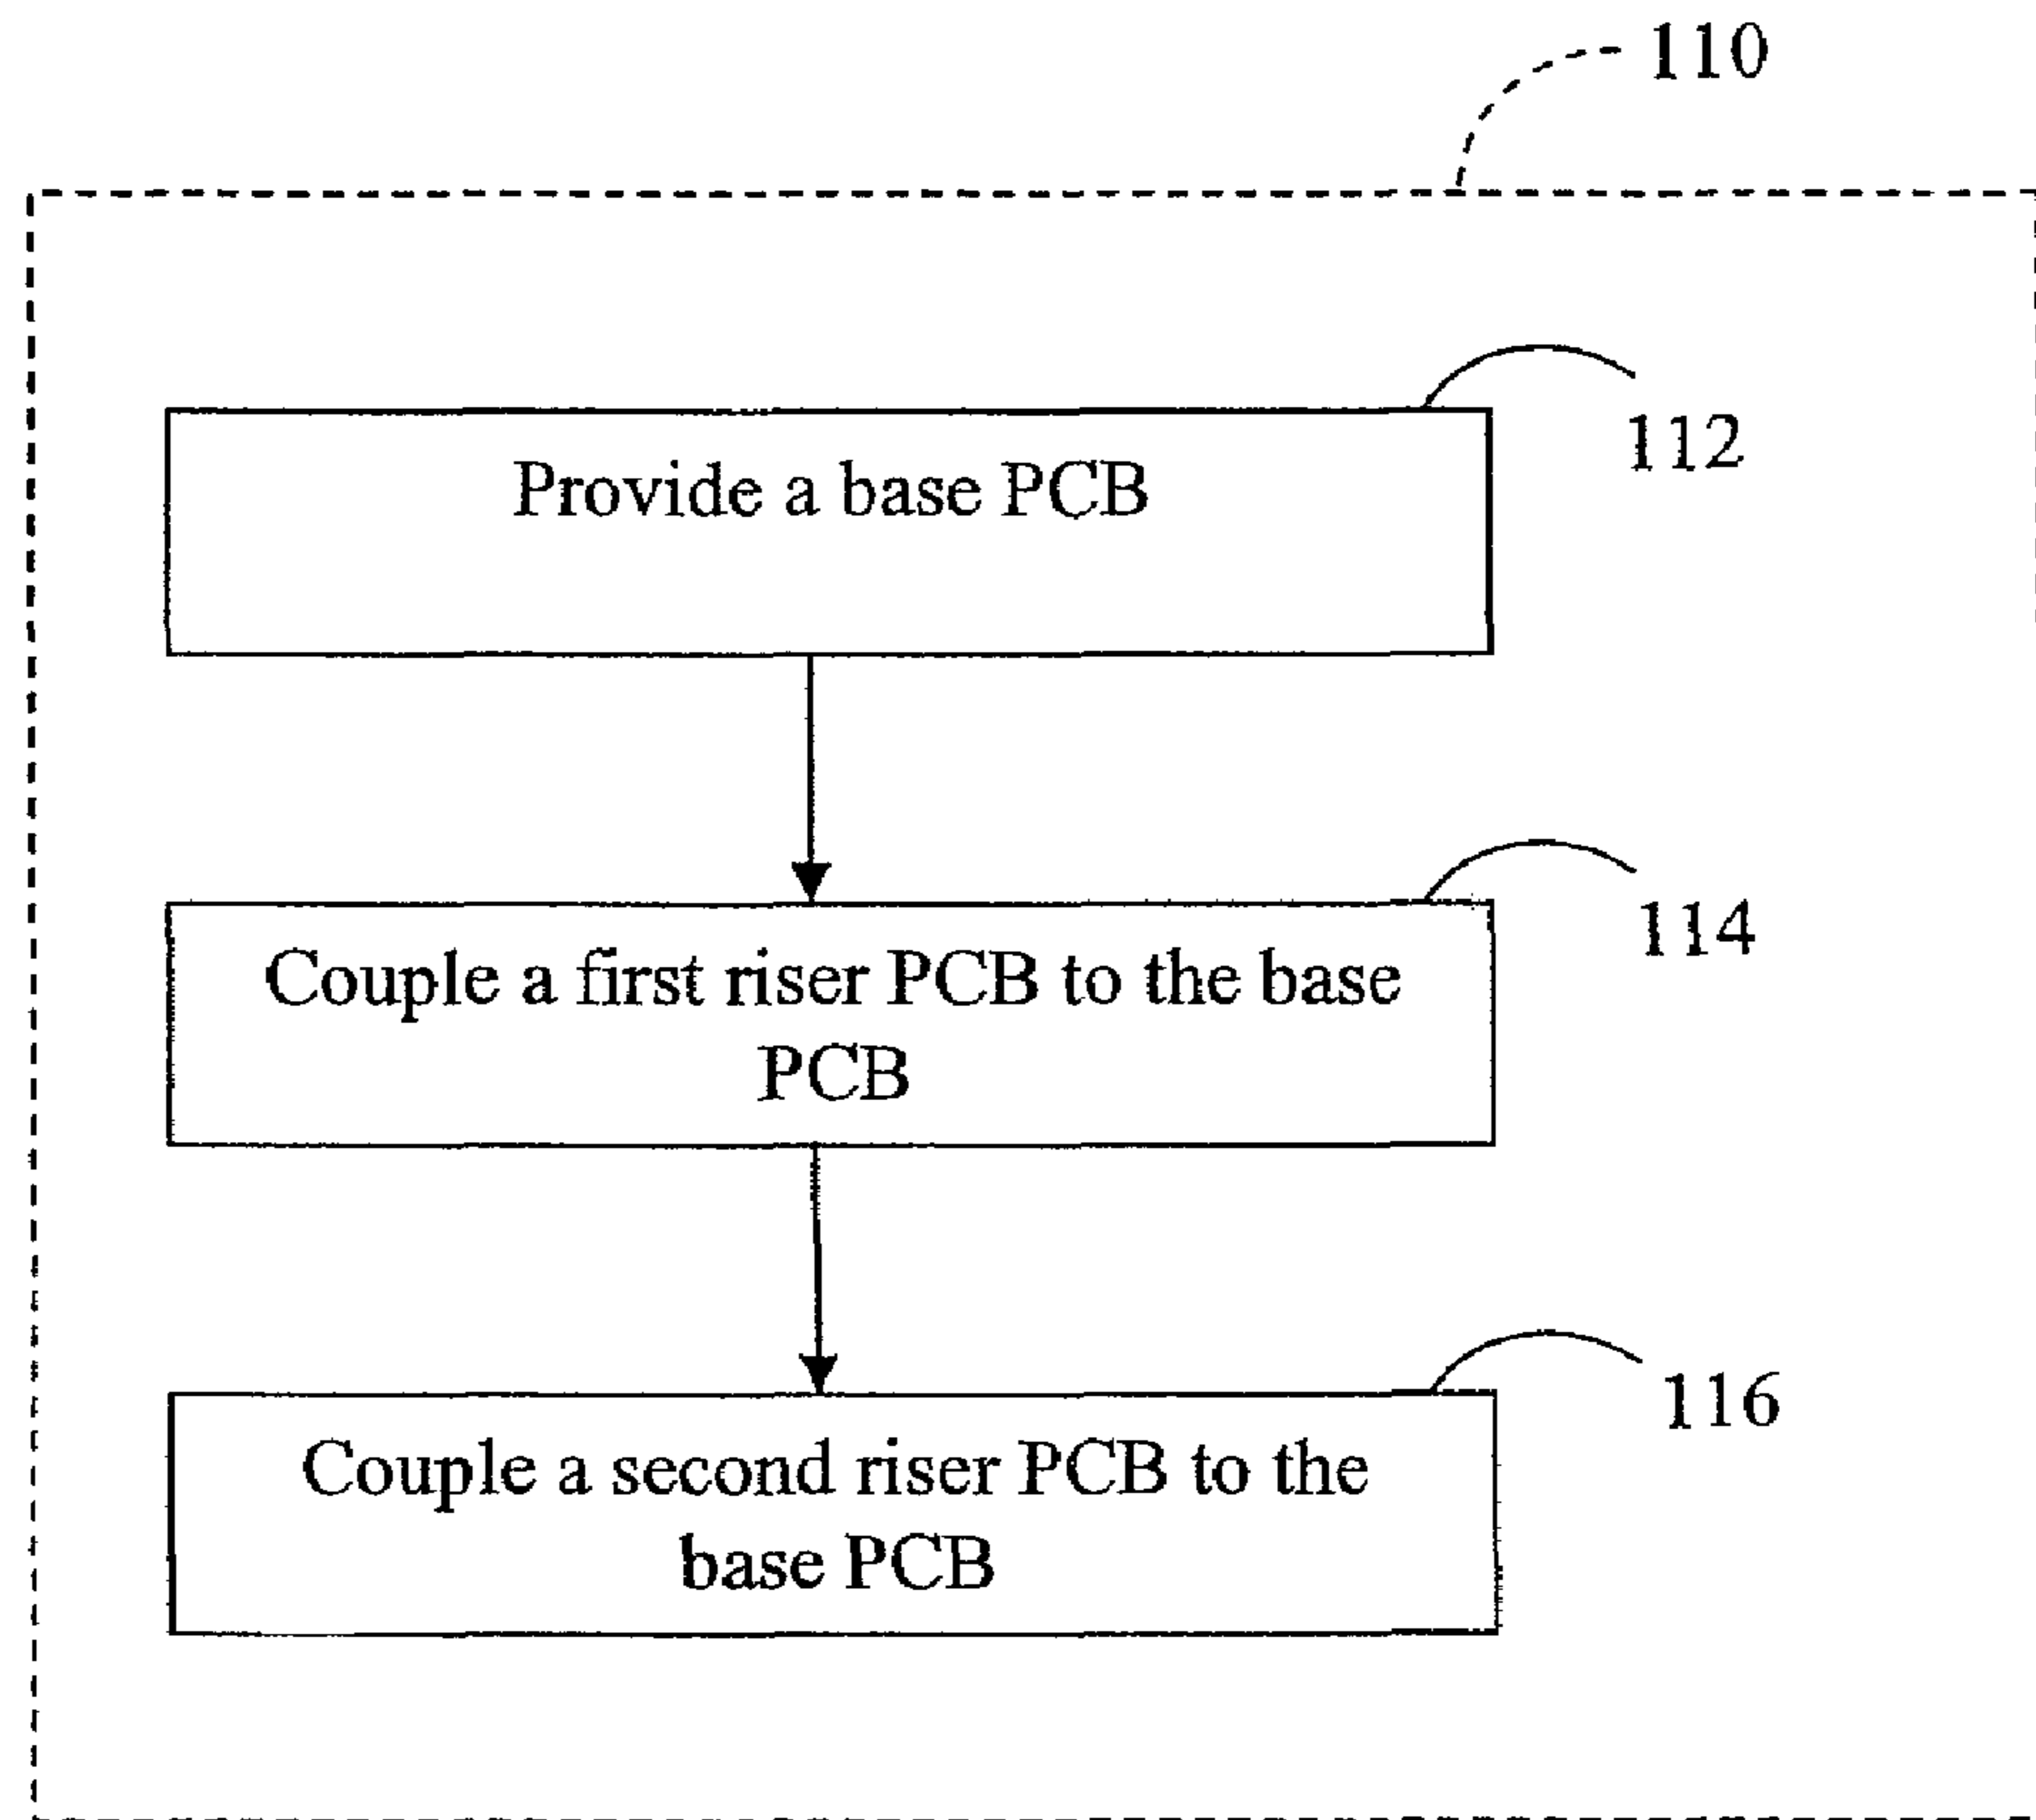 110
112
Provide a base PCB
114
Couple a first riser PCB to the base
PCB
116
Couple a second riser PCB to the
base PCB